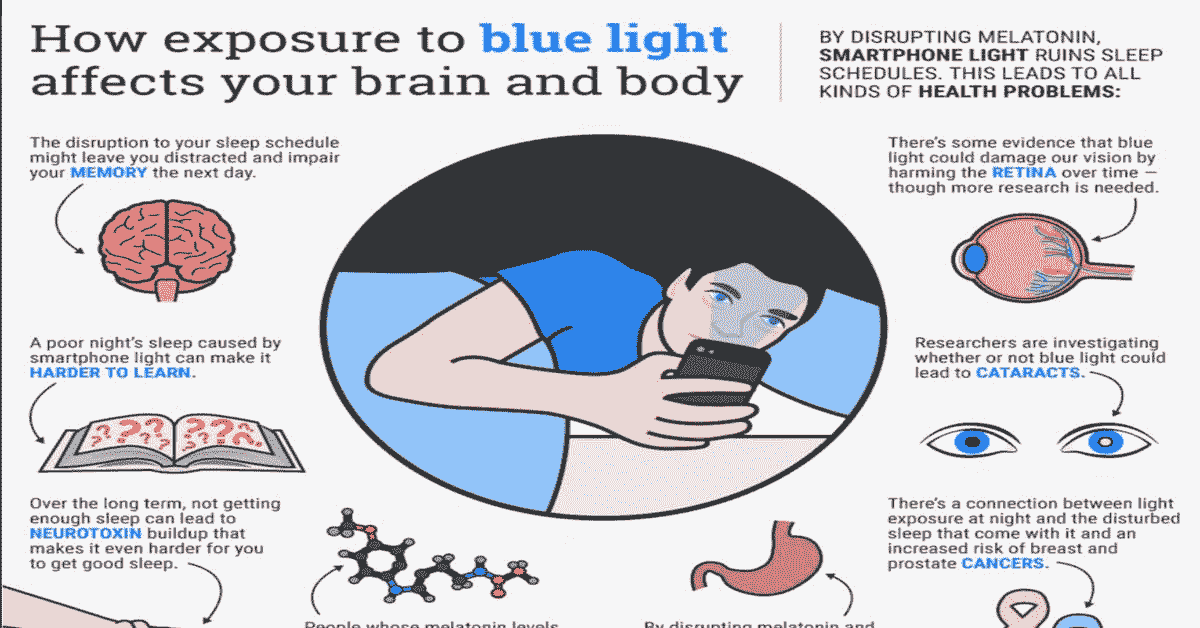 How exposure to blue light
affects your brain and body
BY DISRUPTING MELATONIN,
SMARTPHONE LIGHT RUINS SLEEP
SCHEDULES. THIS LEADS TO ALL
KINDS OF HEALTH PROBLEMS:
The disruption to your sleep schedule
might leave you distracted and impair
your MEMORY the next day.
There's some evidence that blue
light could damage our vision by
harming the RETINA over time —
though more research is needed.
A poor night's sleep caused by
smartphone light can make it
HARDER TO LEARN.
Researchers are investigating
whether or not blue light could
lead to CATARACTS.
Over the long term, not getting
enough sleep can lead to
NEUROTOXIN buildup that
makes it even harder for you
to get good sleep.
There's a connection between light
exposure at night and the disturbed
sleep that come with it and an
increased risk of breast and
prostate CANCERS.
People whose melatonin levels
By disrupting melatonin and